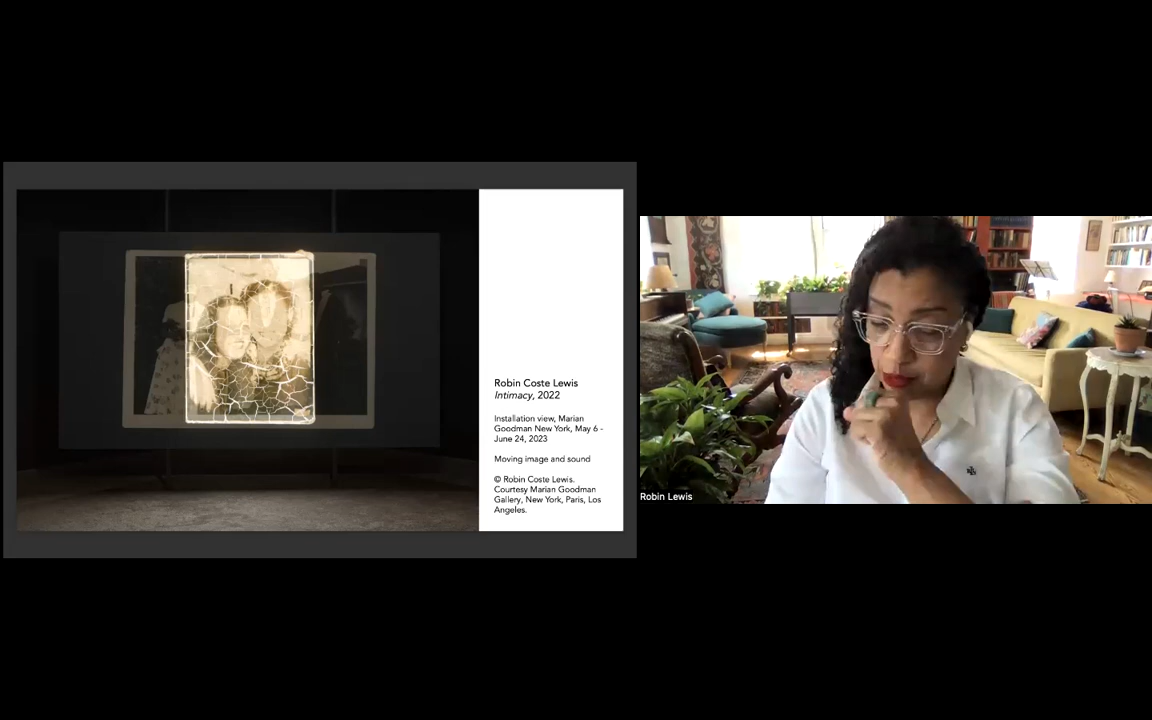 Robin Coste Lewis
Intimacy, 2022
Installation view, Marian
Goodman New York, May 6 -
June 24, 2023
Moving image and sound
© Robin Coste Lewis.
Courtesy Marian Goodman
Gallery, New York, Paris, Los
Angeles.
Robin Lewis